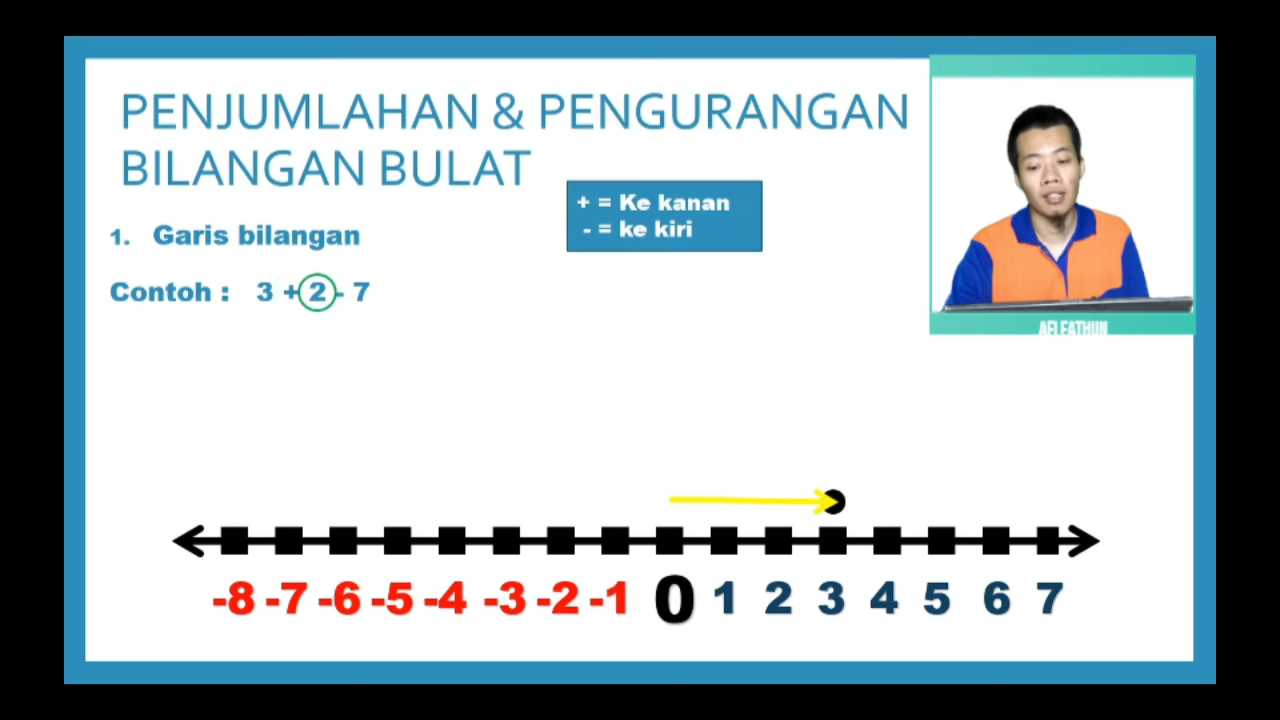 PENJUMLAHAN & PENGURANGAN
BILANGAN BULAT
+ = Ke kanan
- = ke kiri
1. Garis bilangan
Contoh : 3 + 2 - 7
-8 -7 -6 -5 -4 -3 -2 -1 0 1 2 3 4 5 6 7